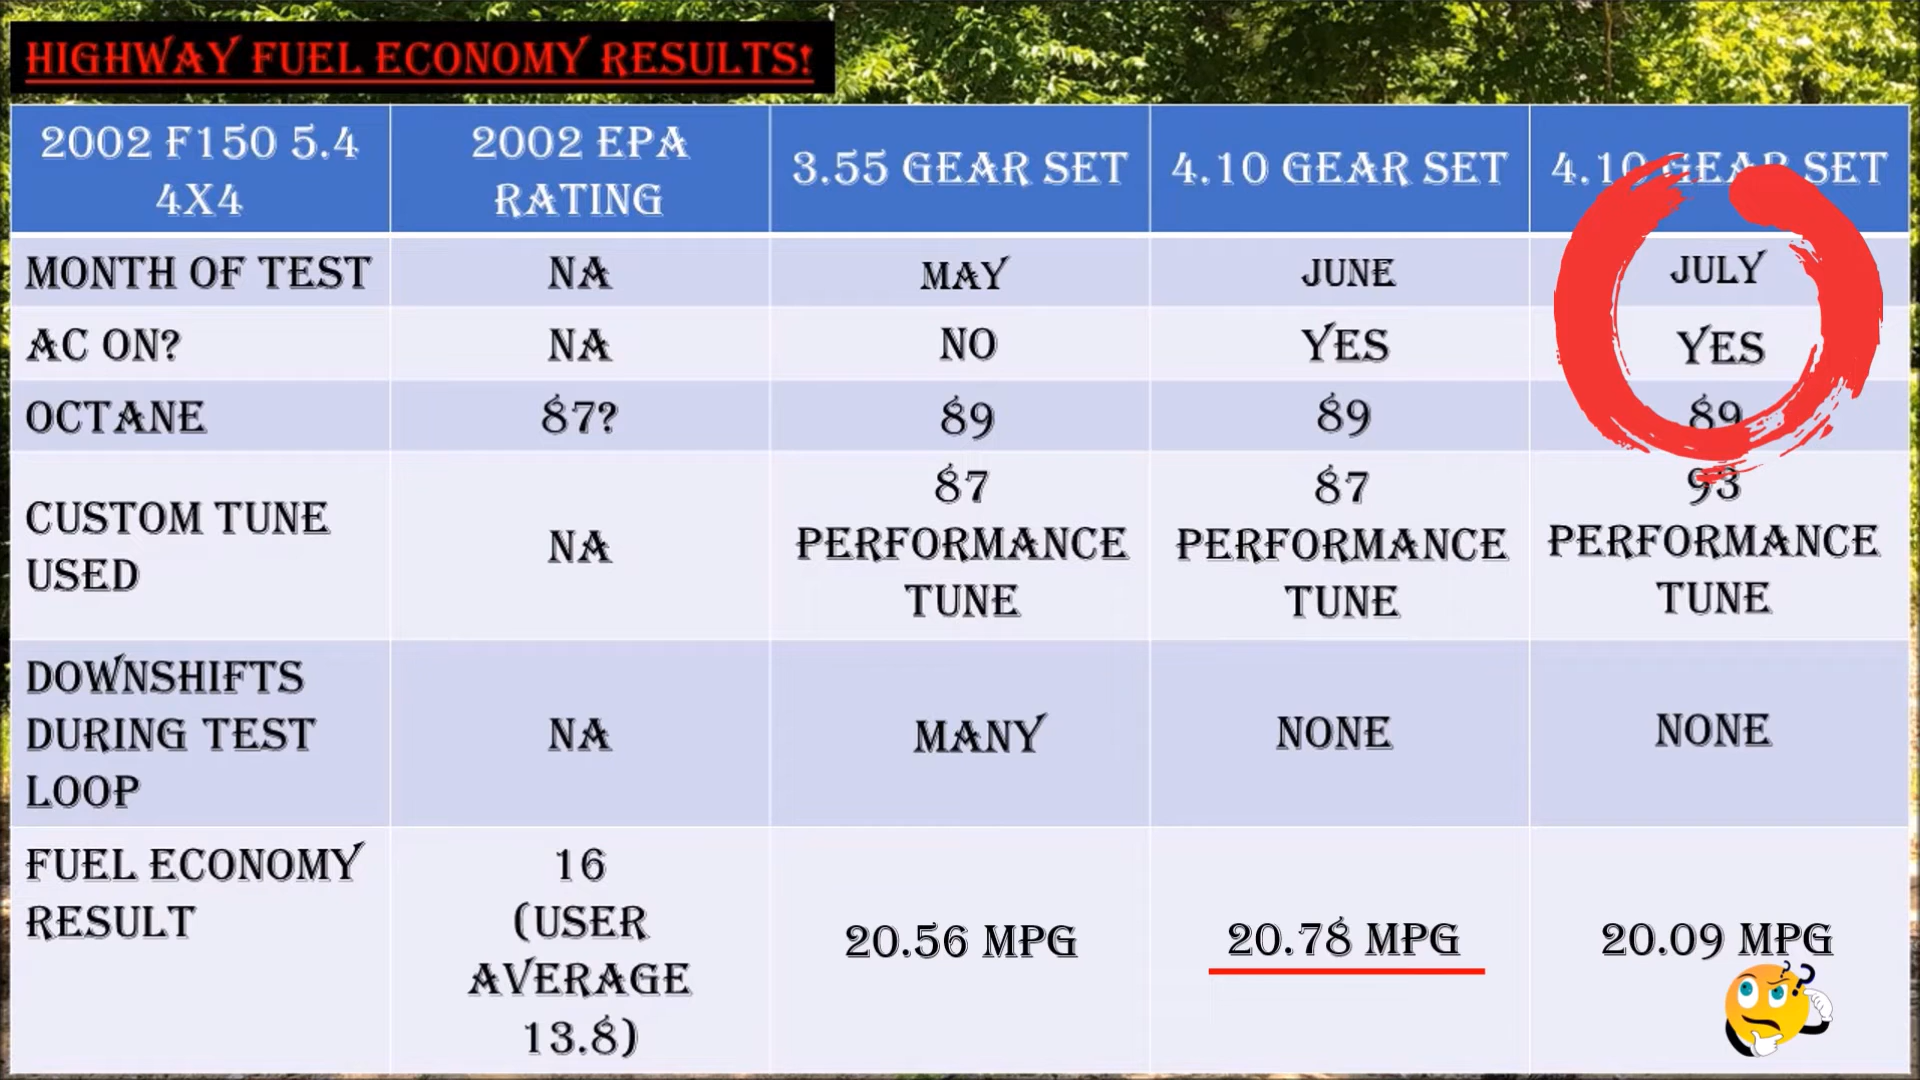 HIGHWAY FUEL ECONOMY RESULTS!
2002 F150 5.4
4X4
2002 EPA
RATING
3.55 GEAR SET
4.10 GEAR SET
4.10 GEAR SET
MONTH OF TEST
NA
MAY
JUNE
JULY
AC ON?
NA
NO
YES
YES
OCTANE
87?
89
89
89
CUSTOM TUNE
USED
NA
87
PERFORMANCE
TUNE
87
PERFORMANCE
TUNE
93
PERFORMANCE
TUNE
DOWNSHIFTS
DURING TEST
LOOP
NA
MANY
NONE
NONE
FUEL ECONOMY
RESULT
16
(USER
AVERAGE
13.8)
20.56 MPG
20.78 MPG
20.09 MPG